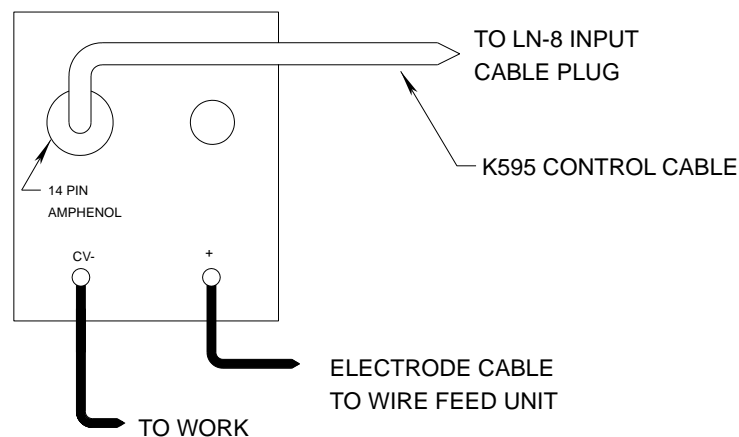 TO LN-8 INPUT
CABLE PLUG
K595 CONTROL CABLE
14 PIN
AMPHENOL
CV-
+
ELECTRODE CABLE
TO WIRE FEED UNIT
TO WORK